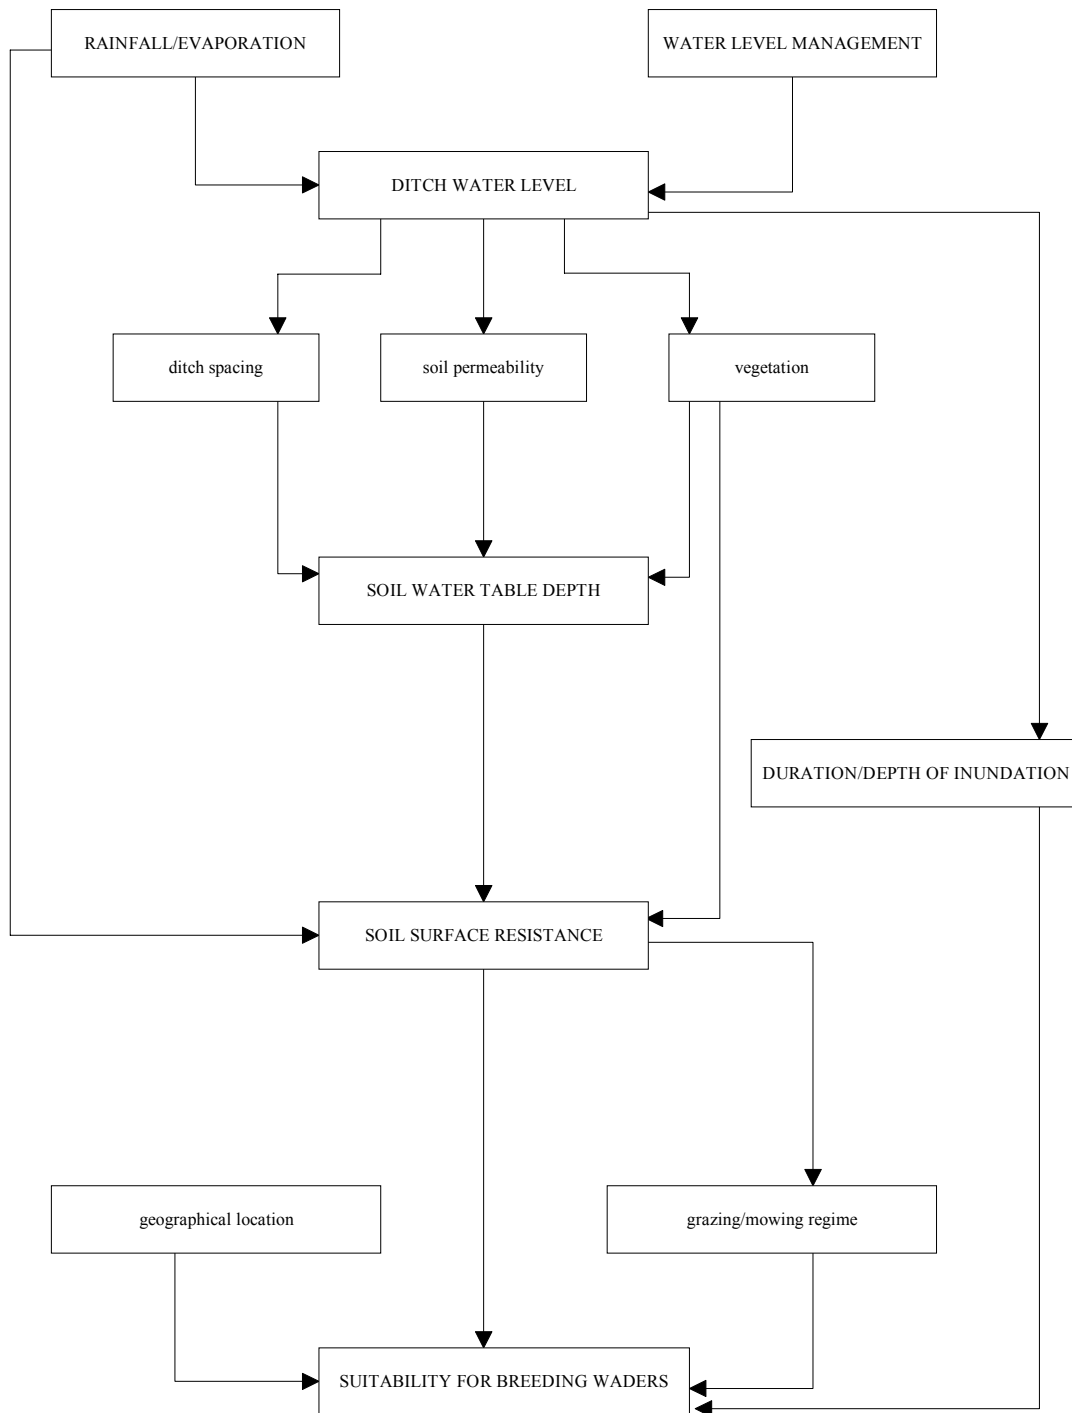 RAINFALL/EVAPORATION
WATER LEVEL MANAGEMENT
DITCH WATER LEVEL
ditch spacing
soil permeability
vegetation
SOIL WATER TABLE DEPTH
DURATION/DEPTH OF INUNDATION
SOIL SURFACE RESISTANCE
geographical location
grazing/mowing regime
SUITABILITY FOR BREEDING WADERS